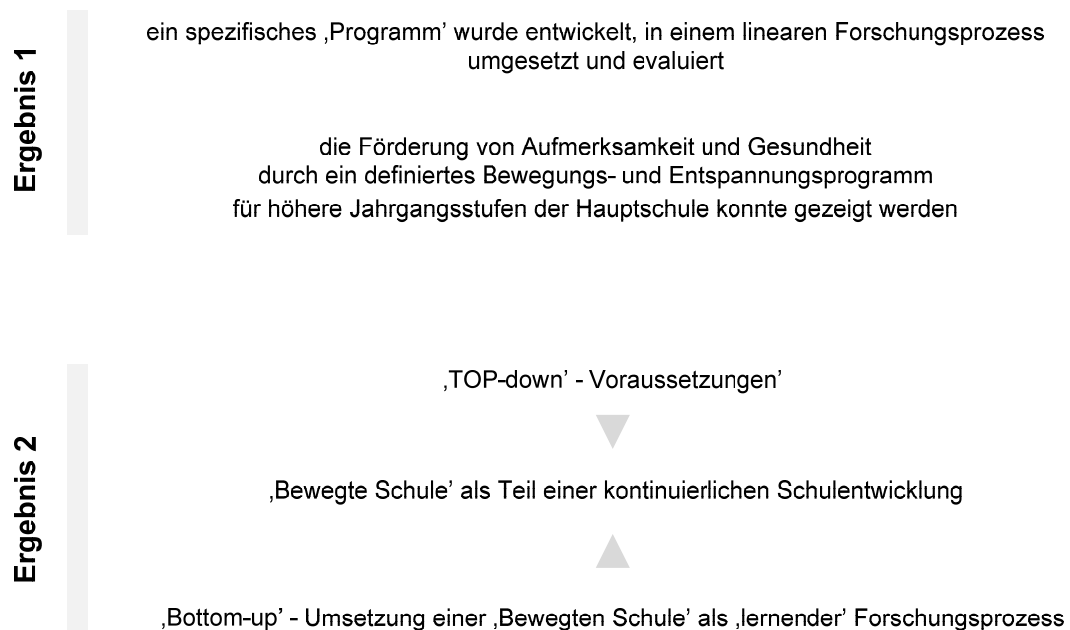 Ergebnis 1
ein spezifisches ‚Programm’ wurde entwickelt, in einem linearen Forschungsprozess
umgesetzt und evaluiert
die Förderung von Aufmerksamkeit und Gesundheit
durch ein definiertes Bewegungs- und Entspannungsprogramm
für höhere Jahrgangsstufen der Hauptschule konnte gezeigt werden
Ergebnis 2
‚TOP-down’ - Voraussetzungen’
‚Bewegte Schule’ als Teil einer kontinuierlichen Schulentwicklung
‚Bottom-up’ - Umsetzung einer ‚Bewegten Schule’ als ‚lernender’ Forschungsprozess